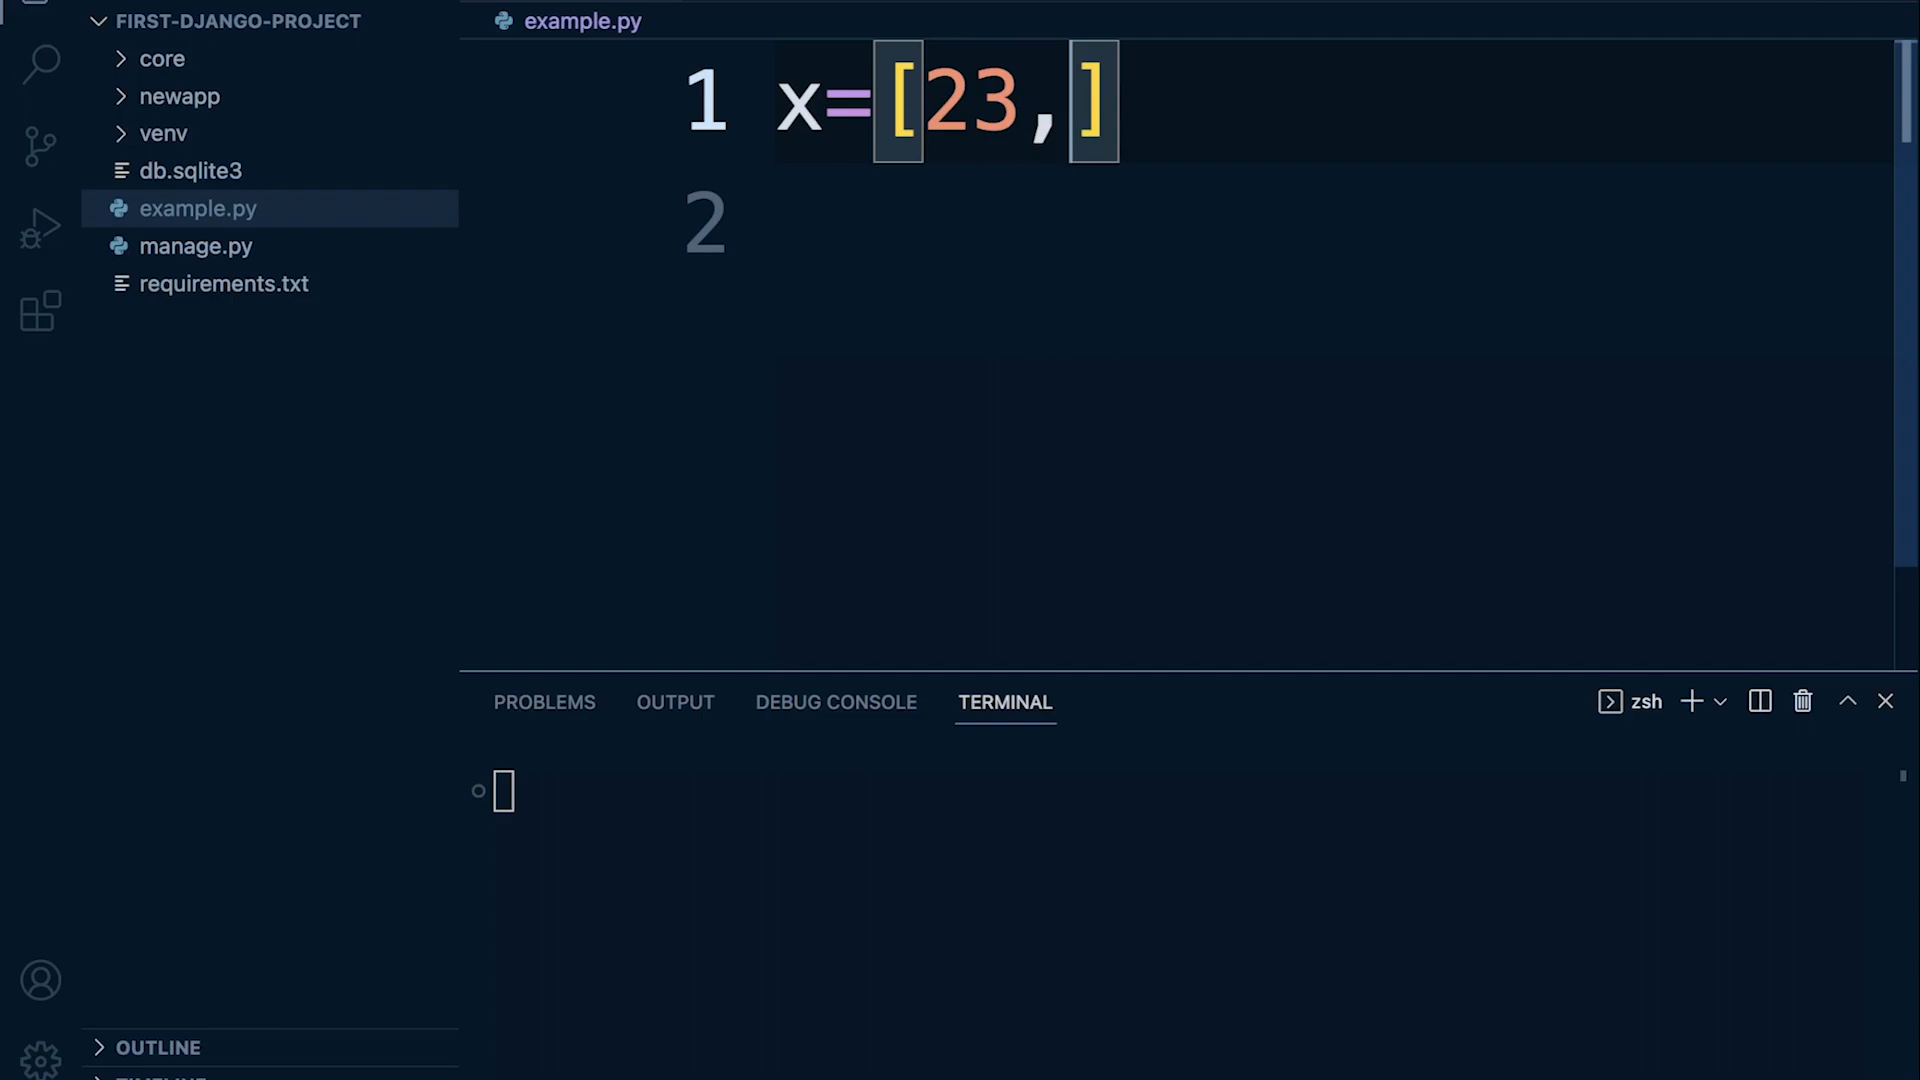 FIRST-DJANGO-PROJECT
core
newapp
venv
db.sqlite3
example.py
manage.py
requirements.txt
OUTLINE
TIMELINE
example.py
1 x=[23,]
2
PROBLEMS OUTPUT DEBUG CONSOLE TERMINAL zsh